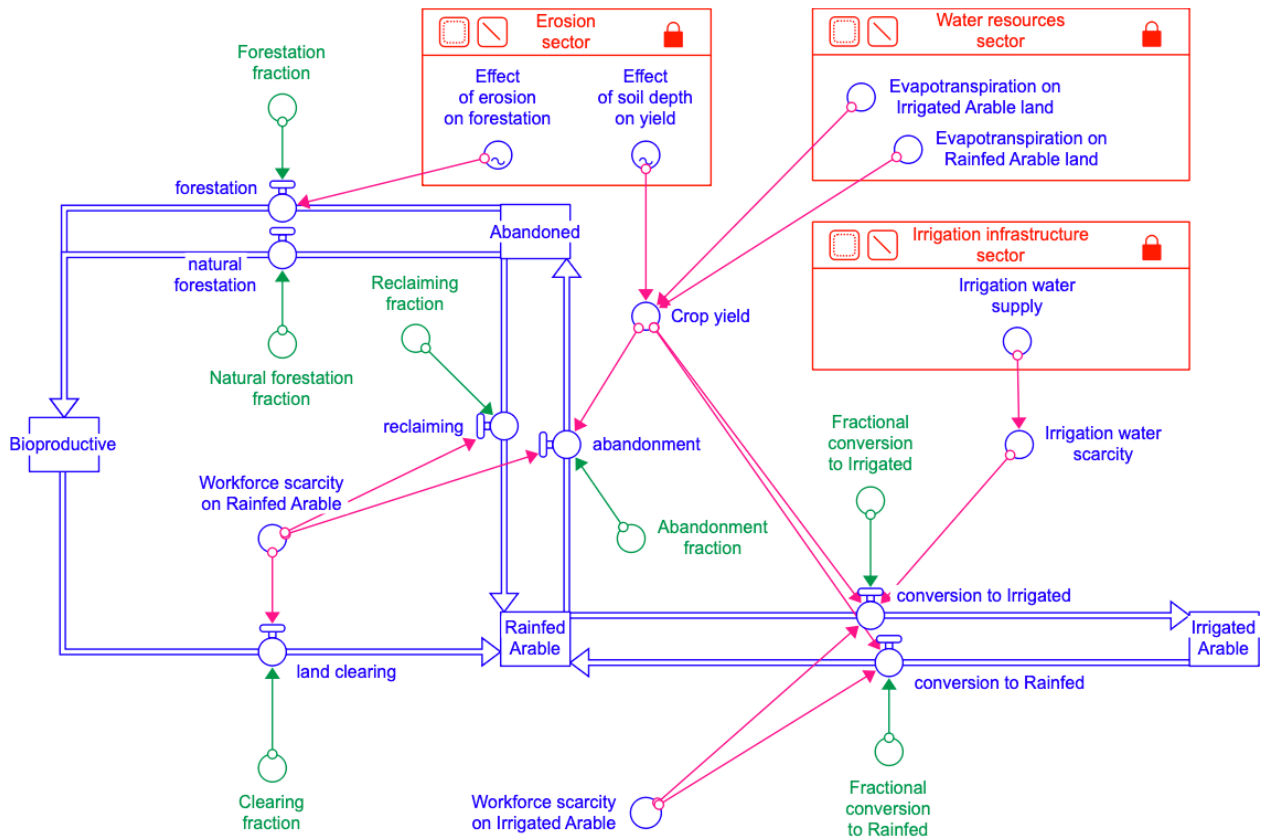 Forestation
fraction
Erosion
sector
Water resources
sector
Effect
of erosion
on forestation
Effect
of soil depth
on yield
Evapotranspiration on
Irrigated Arable land
Evapotranspiration on
Rainfed Arable land
forestation
Abandoned
natural
forestation
Irrigation infrastructure
sector
Reclaiming
fraction
Irrigation water
supply
Crop yield
Natural forestation
fraction
Bioproductive
reclaiming
abandonment
Fractional
conversion
to Irrigated
Irrigation water
scarcity
Workforce scarcity
on Rainfed Arable
Abandonment
fraction
conversion to Irrigated
Rainfed
Arable
Irrigated
Arable
land clearing
conversion to Rainfed
Clearing
fraction
Workforce scarcity
on Irrigated Arable
Fractional
conversion
to Rainfed